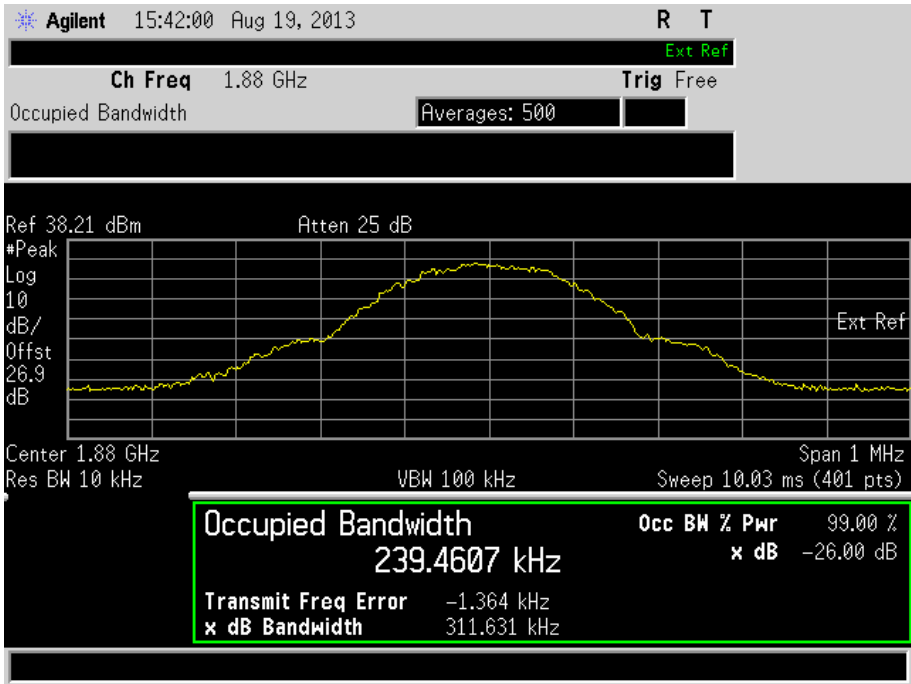 Agilent 15:42:00 Aug 19, 2013 R T
Ext Ref
Ch Freq 1.88 GHz Trig Free
Occupied Bandwidth Averages: 500
Ref 38.21 dBm Atten 25 dB
#Peak
Log
10
dB/
Offst
26.9
dB
Ext Ref
Center 1.88 GHz Span 1 MHz
Res BW 10 kHz VBW 100 kHz Sweep 10.03 ms (401 pts)
Occupied Bandwidth Occ BW % Pwr 99.00 %
239.4607 kHz x dB -26.00 dB
Transmit Freq Error -1.364 kHz
x dB Bandwidth 311.631 kHz